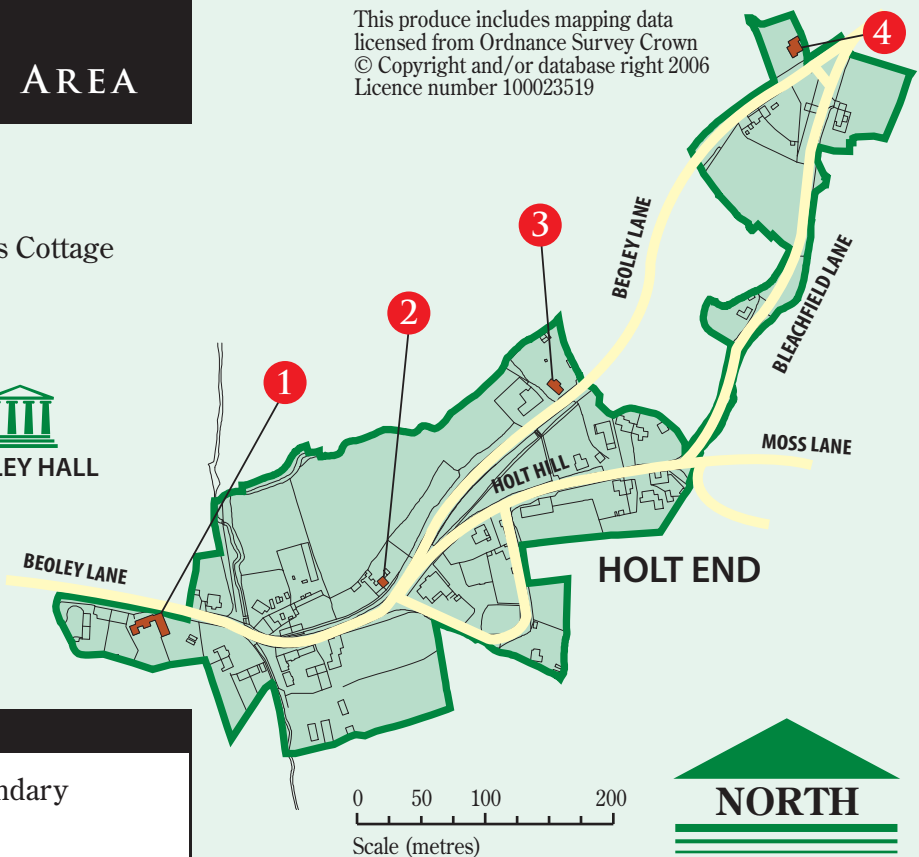 AREA
This produce includes mapping data
licensed from Ordnance Survey Crown
© Copyright and/or database right 2006
Licence number 100023519
4
s Cottage
3
BEOLEY LANE
BLEACHFIELD LANE
2
1
LEY HALL
MOSS LANE
HOLT HILL
BEOLEY LANE
HOLT END
ndary
0 50 100 200
Scale (metres)
NORTH